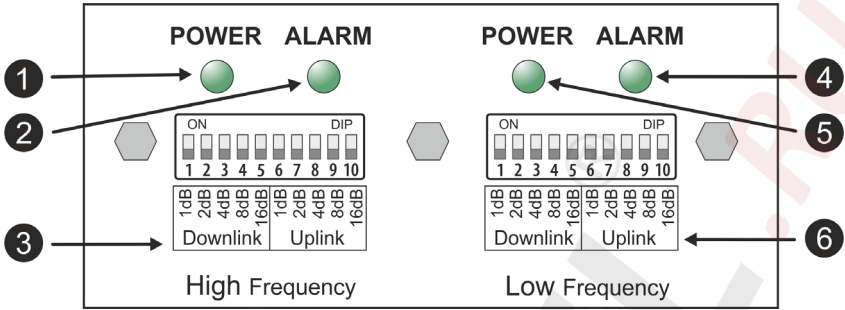 POWER ALARM
POWER ALARM
1
4
2
5
ON DIP
ON DIP
1 2 3 4 5 6 7 8 9 10
1 2 3 4 5 6 7 8 9 10
1dB 2dB 4dB 8dB 16dB 1dB 2dB 4dB 8dB 16dB
1dB 2dB 4dB 8dB 16dB 1dB 2dB 4dB 8dB 16dB
3
Downlink Uplink
Downlink Uplink
6
High Frequency
Low Frequency
L.RU
®